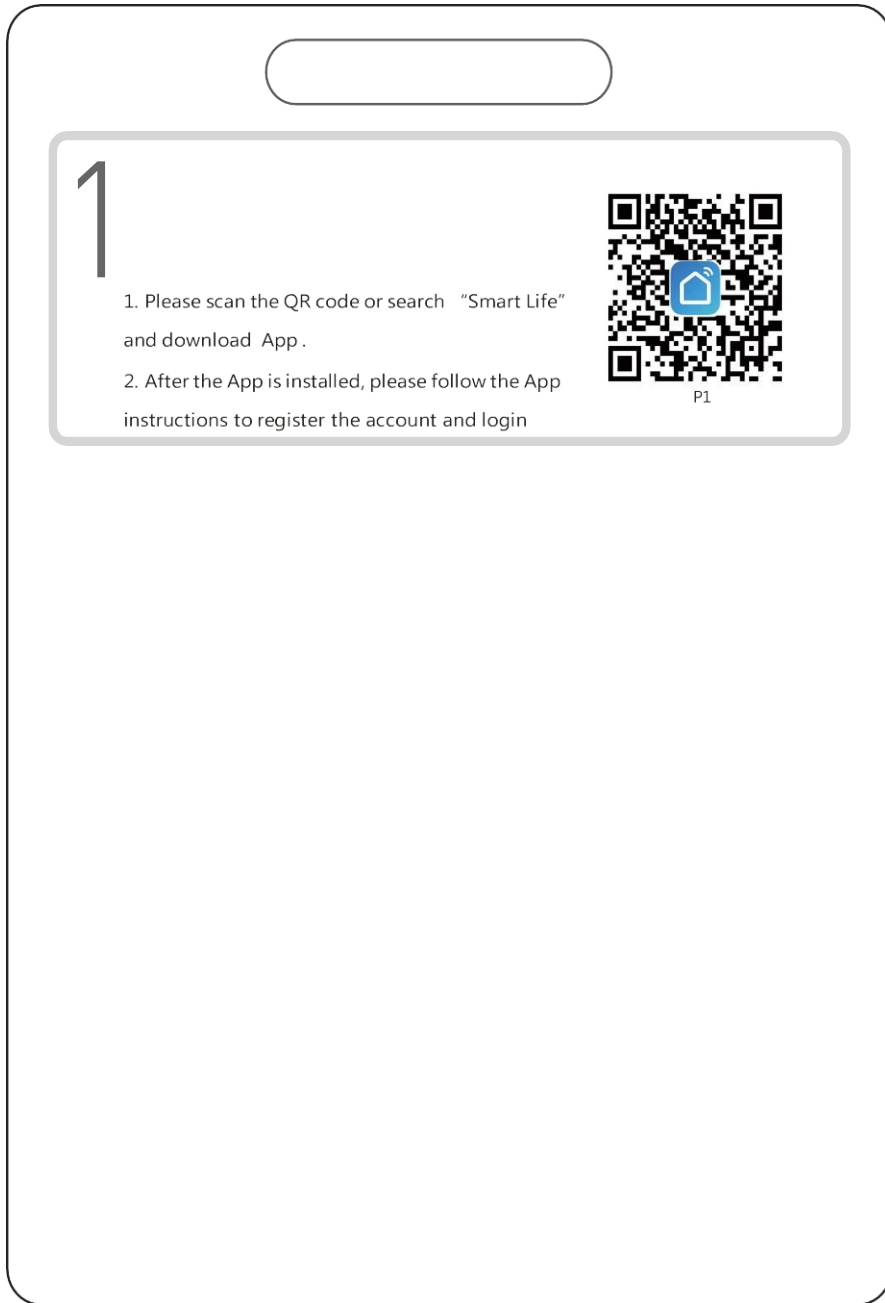 1
1. Please scan the QR code or search “Smart Life”
and download App .
2. After the App is installed, please follow the App
instructions to register the account and login
P1